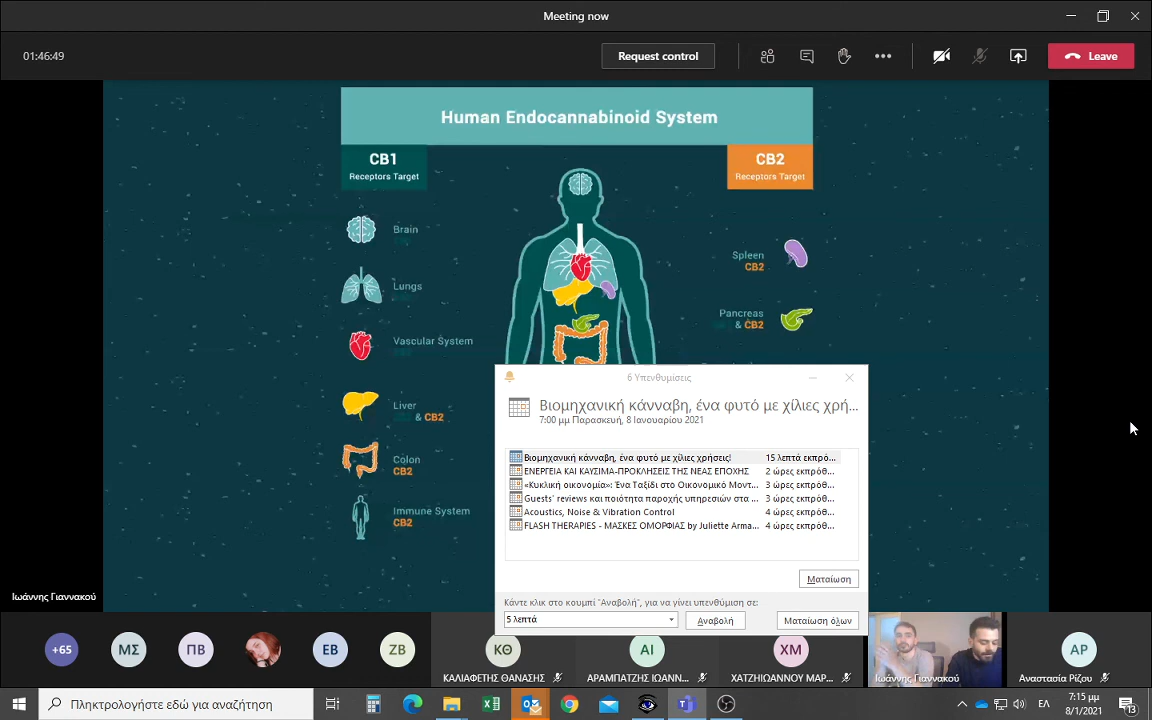 Meeting now
01:46:49
Request control
Leave
Human Endocannabinoid System
CB1
Receptors Target
CB2
Receptors Target
Brain
Lungs
Vascular System
Liver
& CB2
Colon
CB2
Immune System
CB2
Spleen
CB2
Pancreas
& CB2
6 Υπενθυμίσεις
Βιομηχανική κάνναβη, ένα φυτό με χίλιες χρή...
7:00 μμ Παρασκευή, 8 Ιανουαρίου 2021
Βιομηχανική κάνναβη, ένα φυτό με χίλιες χρήσεις! 15 λεπτά εκπρό...
ΕΝΕΡΓΕΙΑ ΚΑΙ ΚΑΥΣΙΜΑ-ΠΡΟΚΛΗΣΕΙΣ ΤΗΣ ΝΕΑΣ ΕΠΟΧΗΣ 2 ώρες εκπρόθ...
«Κυκλική οικονομία»: Ένα Ταξίδι στο Οικονομικό Μοντ... 3 ώρες εκπρόθ...
Guests' reviews και ποιότητα παροχής υπηρεσιών στα ... 3 ώρες εκπρόθ...
Acoustics, Noise & Vibration Control 4 ώρες εκπρόθ...
FLASH THERAPIES - ΜΑΣΚΕΣ ΟΜΟΡΦΙΑΣ by Juliette Arma... 4 ώρες εκπρόθ...
Ματαίωση
Κάντε κλικ στο κουμπί "Αναβολή", για να γίνει υπενθύμιση σε:
5 λεπτά
Αναβολή
Ματαίωση όλων
Ιωάννης Γιαννακού
+65
ΜΣ
ΠΒ
ΕΒ
ΖΒ
ΚΘ
ΚΑΛΙΑΦΕΤΗΣ ΘΑΝΑΣΗΣ
ΑΙ
ΑΡΑΜΠΑΤΖΗΣ ΙΩΑΝΝ...
ΧΜ
ΧΑΤΖΗΙΩΑΝΝΟΥ ΜΑΡ...
Ιωάννης Γιαννακού
ΑΡ
Αναστασία Ρίζου
Πληκτρολογήστε εδώ για αναζήτηση
ΕΛ
7:15 μμ
8/1/2021
13